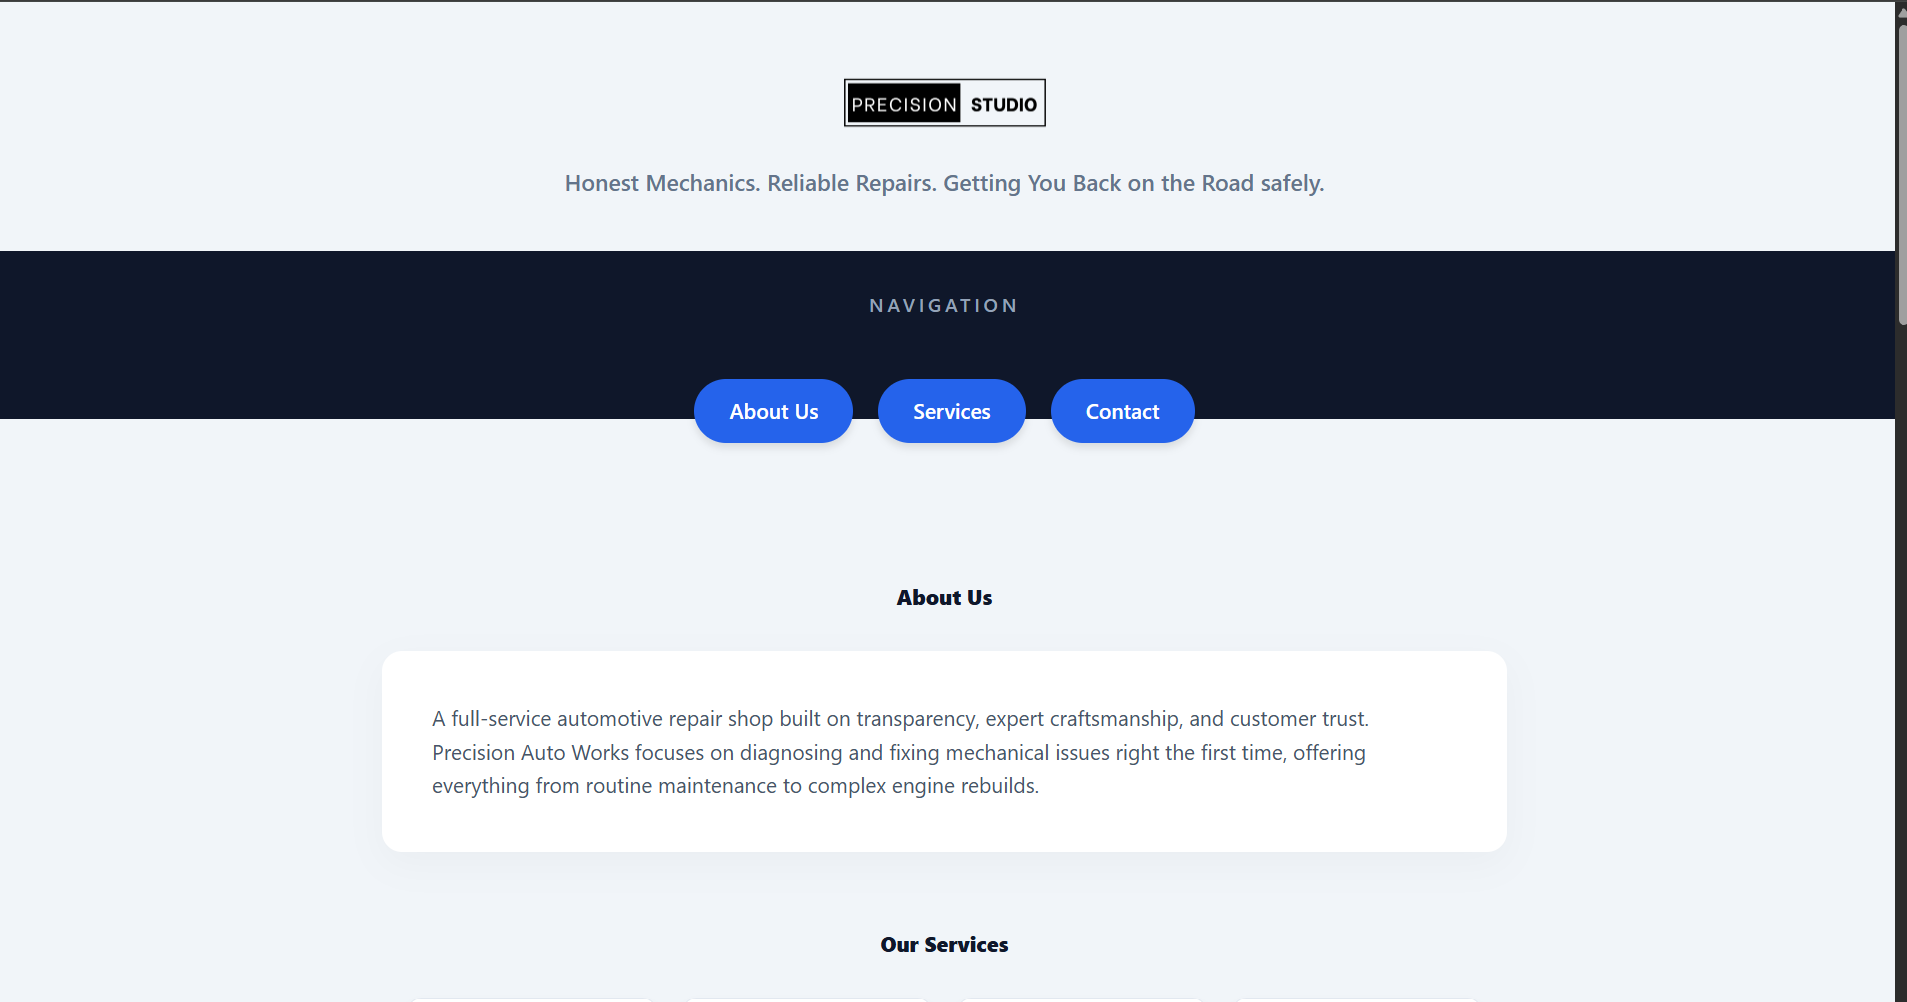 PRECISION STUDIO
Honest Mechanics. Reliable Repairs. Getting You Back on the Road safely.
NAVIGATION
About Us Services Contact
About Us
A full-service automotive repair shop built on transparency, expert craftsmanship, and customer trust.
Precision Auto Works focuses on diagnosing and fixing mechanical issues right the first time, offering
everything from routine maintenance to complex engine rebuilds.
Our Services